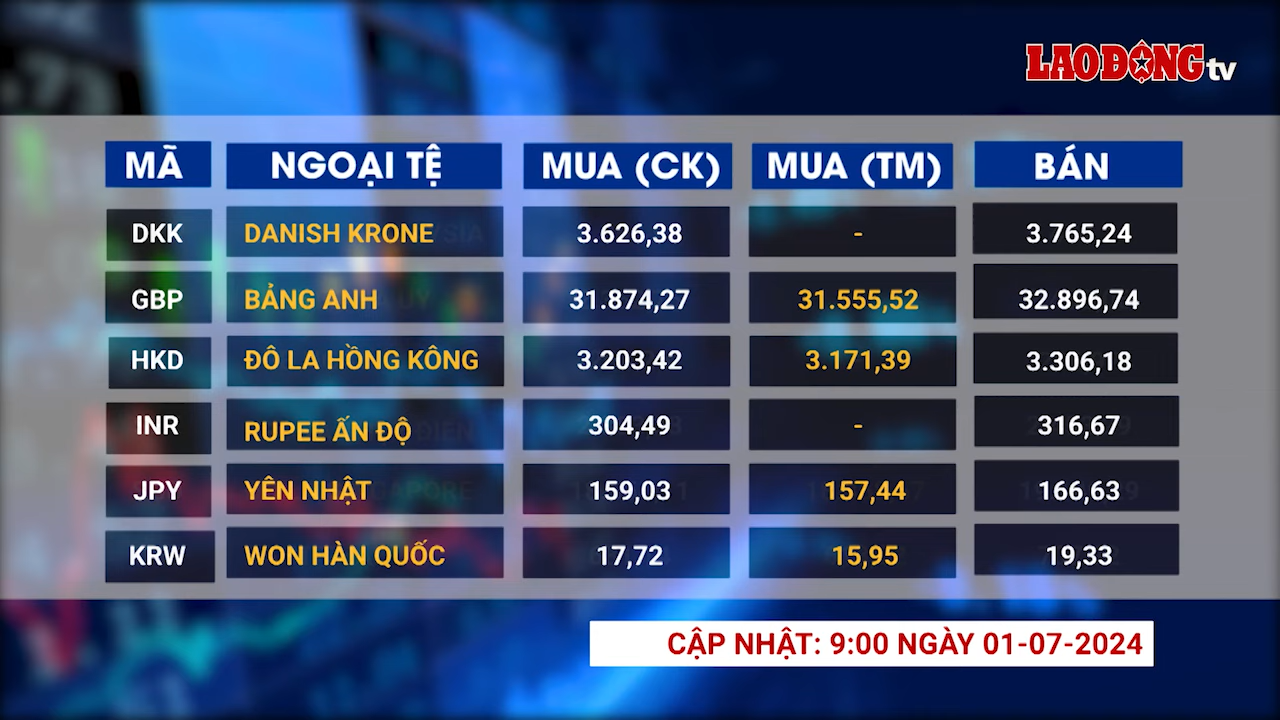 LAO ĐỘNG tv
MÃ NGOẠI TỆ MUA (CK) MUA (TM) BÁN
DKK DANISH KRONE 3.626,38 - 3.765,24
GBP BẢNG ANH 31.874,27 31.555,52 32.896,74
HKD ĐÔ LA HỒNG KÔNG 3.203,42 3.171,39 3.306,18
INR RUPEE ẤN ĐỘ 304,49 - 316,67
JPY YÊN NHẬT 159,03 157,44 166,63
KRW WON HÀN QUỐC 17,72 15,95 19,33
CẬP NHẬT: 9:00 NGÀY 01-07-2024